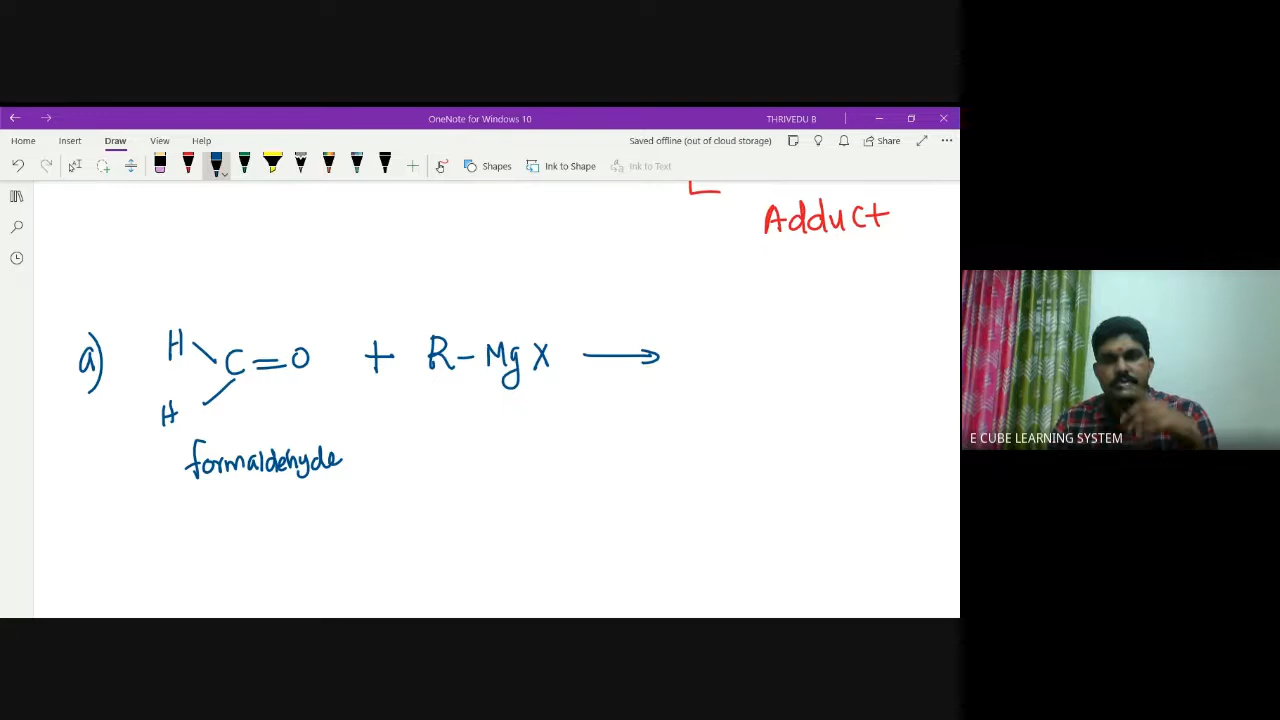 OneNote for Windows 10
THRIVEDU B
Home Insert Draw View Help
Saved offline (out of cloud storage)
Share
Shapes
Ink to Shape
Ink to Text
Adduct
a) H
C=O + R-MgX ⟶
H
formaldehyde
E CUBE LEARNING SYSTEM